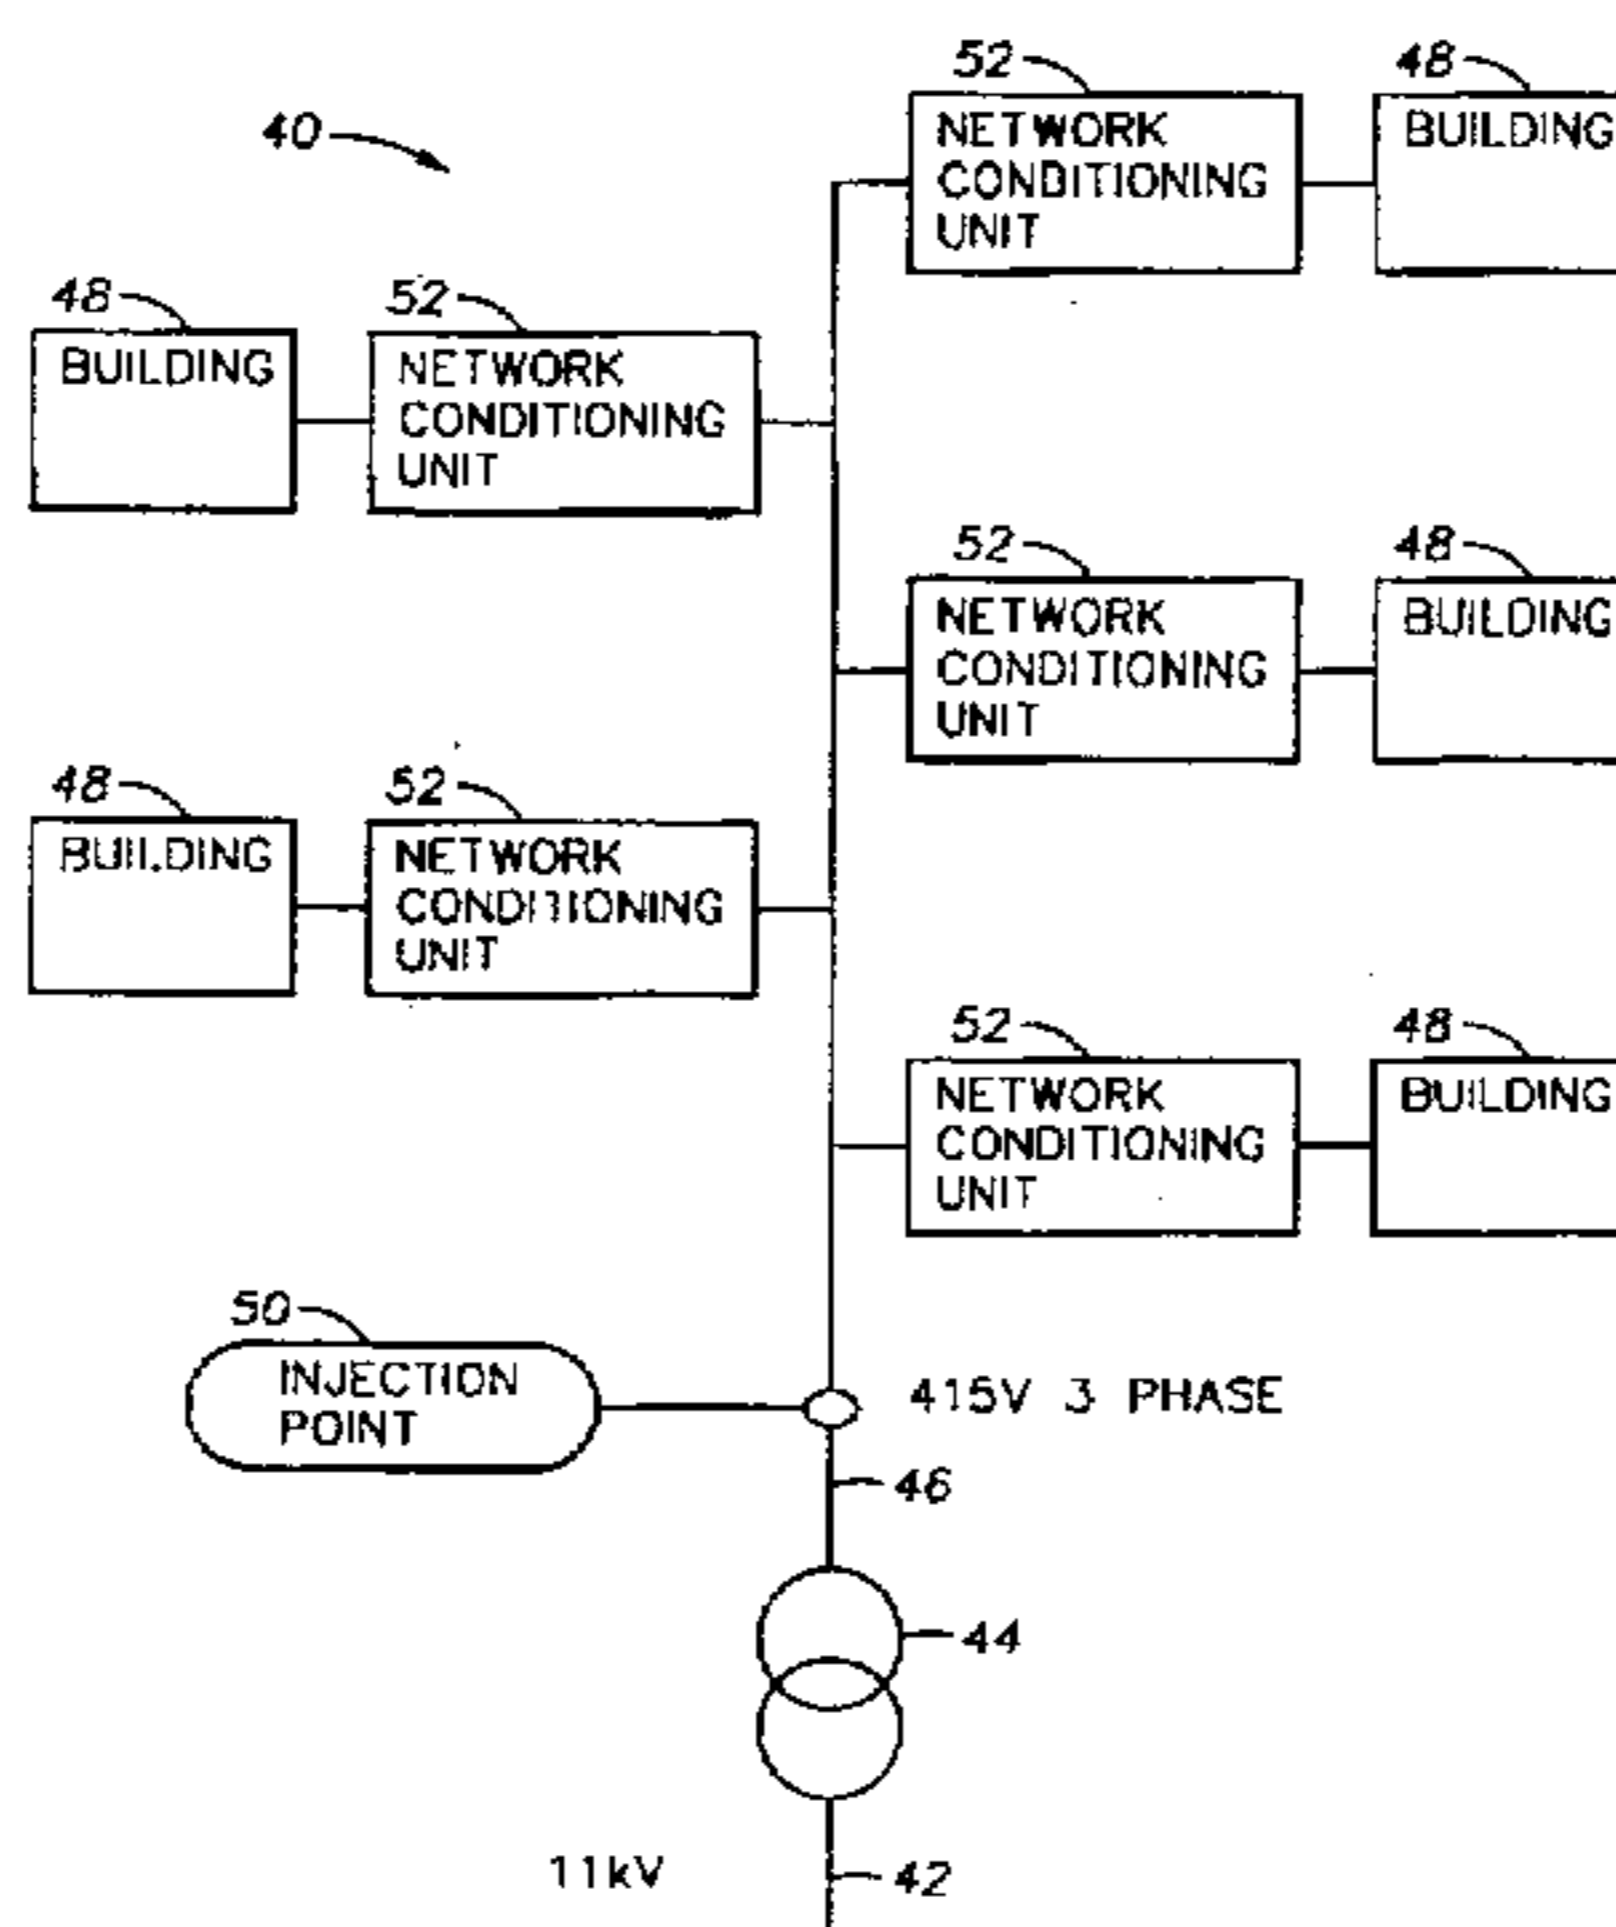 52
48
40
NETWORK
CONDITIONING
UNIT
BUILDING
48
52
BUILDING
NETWORK
CONDITIONING
UNIT
52
48
NETWORK
CONDITIONING
UNIT
BUILDING
48
52
BUILDING
NETWORK
CONDITIONING
UNIT
52
48
NETWORK
CONDITIONING
UNIT
BUILDING
50
INJECTION
POINT
415V 3 PHASE
46
44
11kV
42